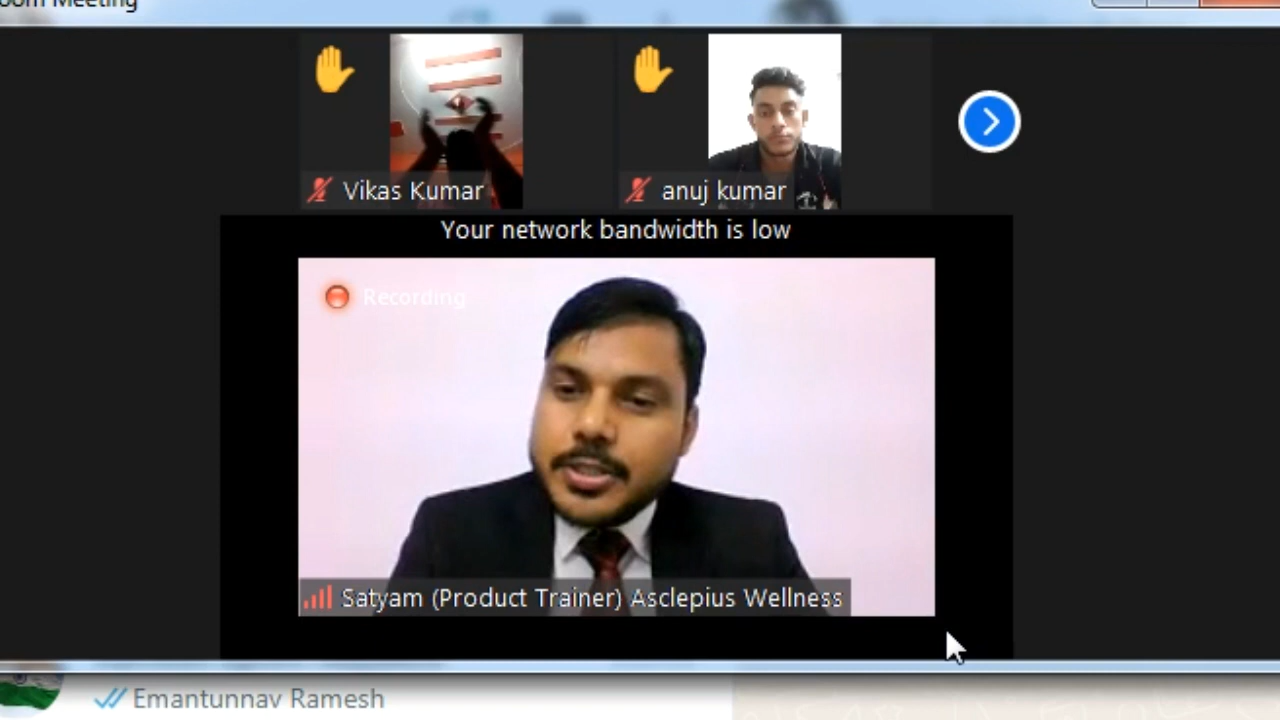 oom Meeting
Vikas Kumar
anuj kumar
Your network bandwidth is low
Recording
Satyam (Product Trainer) Asclepius Wellness
Emantunnav Ramesh